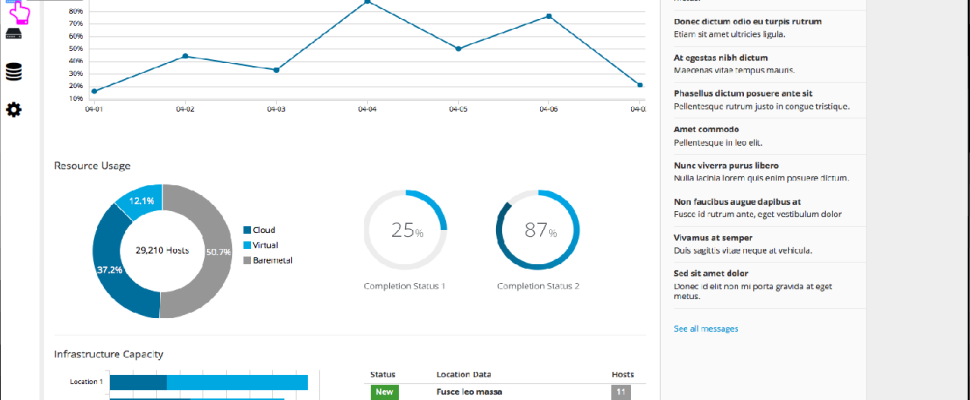 80%
70%
60%
50%
40%
30%
20%
10%
04-01
04-02
04-03
04-04
04-05
04-06
Resource Usage
12.1%
50.7%
37.2%
29,210 Hosts
Cloud
Virtual
Baremetal
25%
Completion Status 1
87%
Completion Status 2
Infrastructure Capacity
Location 1
Status Location Data Hosts
New Fusce leo massa 11
Donec dictum odio eu turpis rutrum
Etiam sit amet ultricies ligula.
At egestas nibh dictum
Maecenas vitae tempus mauris.
Phasellus dictum posuere ante sit
Pellentesque rutrum justo in congue tristique.
Amet commodo
Pellentesque in leo elit.
Nunc viverra purus libero
Nulla lacinia lorem quis enim posuere dictum.
Non faucibus augue dapibus at
Fusce id rutrum ante, eget vestibulum dolor
Vivamus at semper
Duis sagittis vitae neque at vehicula.
Sed sit amet dolor
Donec id elit non mi porta gravida at eget
metus.
See all messages